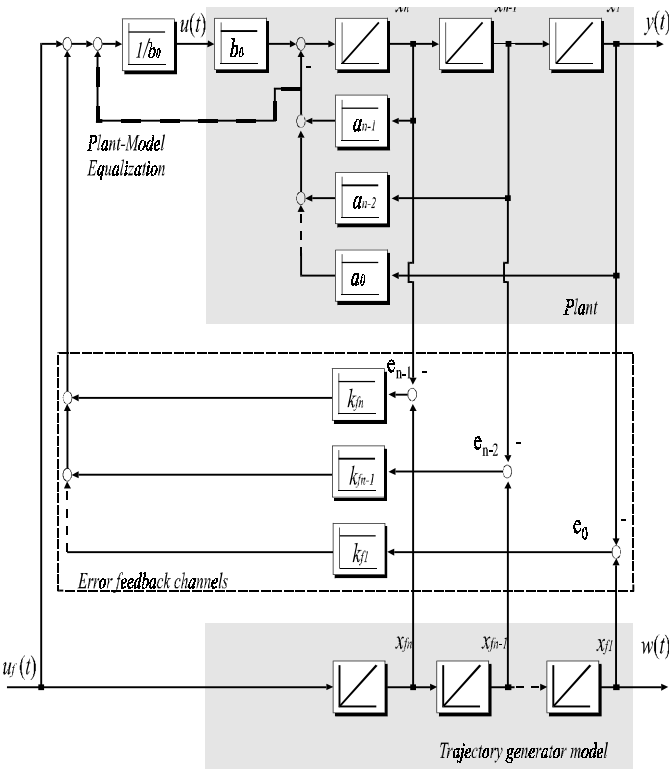 xn xn-1 x1
u(t) y(t)
1/b0 b0
-
Plant-Model
Equalization
an-1
an-2
a0
Plant
en-1 -
kfn
en-2 -
kfn-1
e0 -
kf1
Error feedback channels
uf (t) xfn xfn-1 xf1 w(t)
Trajectory generator model